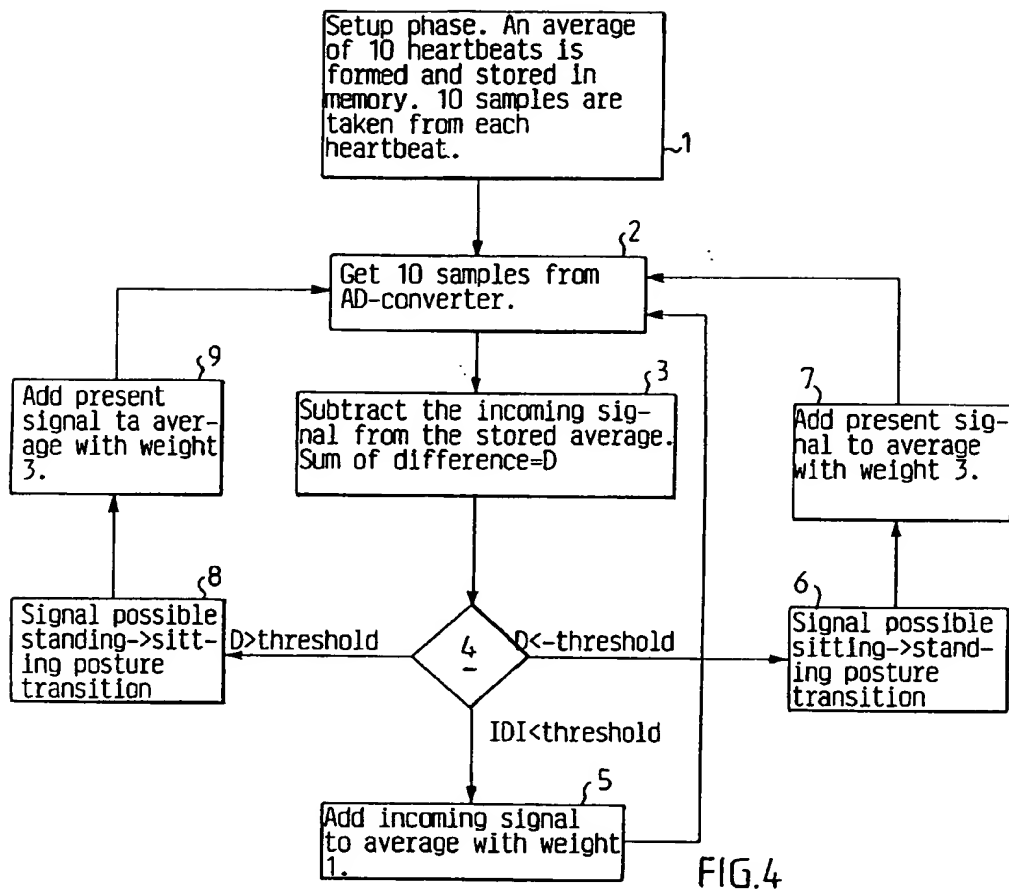 Setup phase. An average
of 10 heartbeats is
formed and stored in
memory. 10 samples are
taken from each
heartbeat.
1
2
Get 10 samples from
AD-converter.
3
Subtract the incoming sig-
nal from the stored average.
Sum of difference=D
9
Add present
signal ta aver-
age with weight
3.
7
Add present sig-
nal to average
with weight 3.
8
Signal possible
standing->sitt-
ing posture
transition
D>threshold
4
D<-threshold
6
Signal possible
sitting->stand-
ing posture
transition
IDI<threshold
5
Add incoming signal
to average with weight
1.
FIG.4